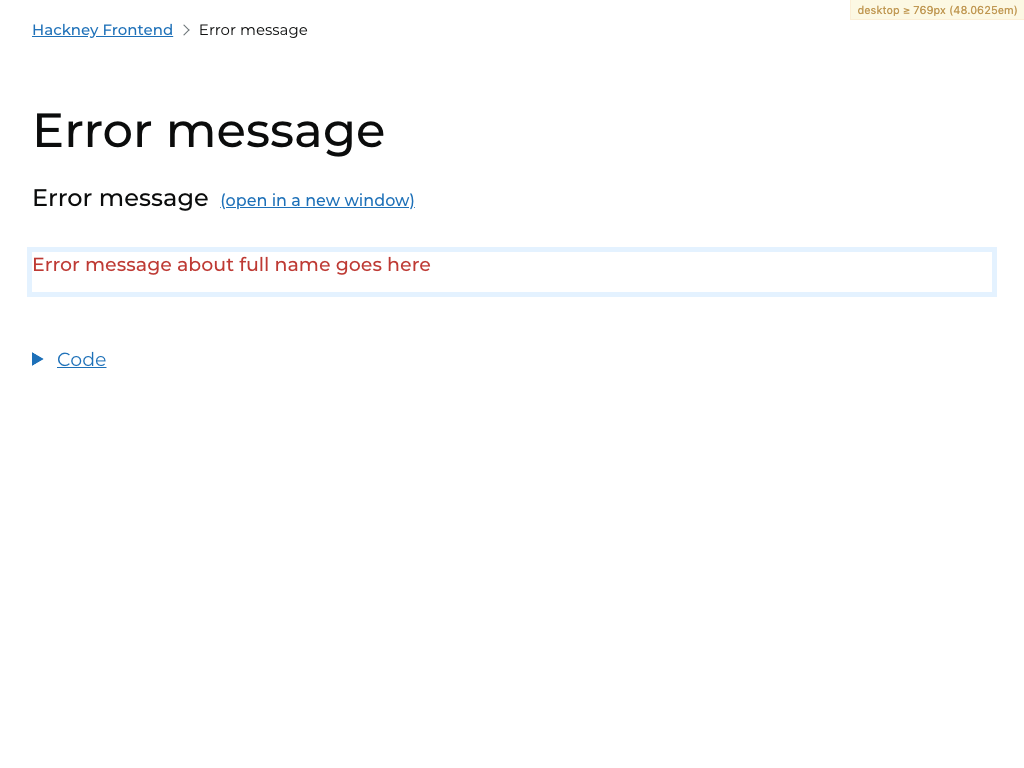 desktop ≥ 769px (48.0625em)
Hackney Frontend > Error message
Error message
Error message (open in a new window)
Error message about full name goes here
Code